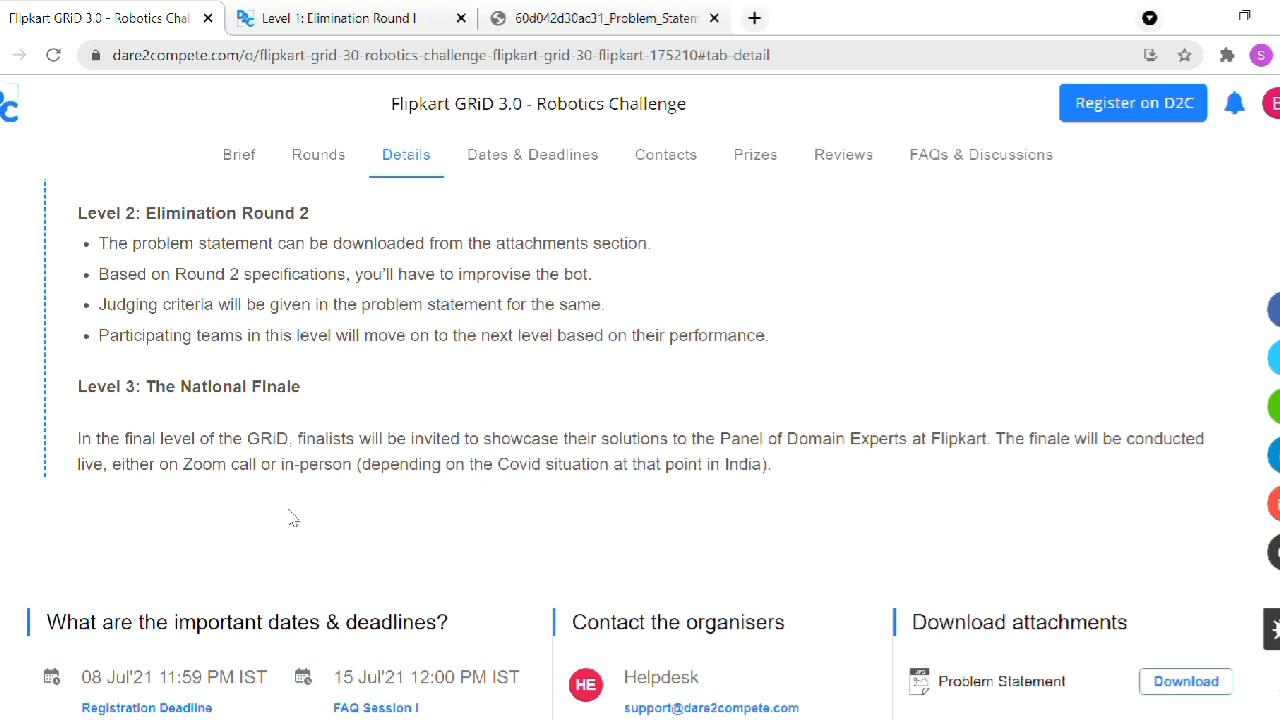 Flipkart GRiD 3.0 - Robotics Chal
Level 1: Elimination Round I
60d042d30ac31_Problem_Statem
dare2compete.com/o/flipkart-grid-30-robotics-challenge-flipkart-grid-30-flipkart-175210#tab-detail
S
Flipkart GRiD 3.0 - Robotics Challenge
Register on D2C
E
Brief
Rounds
Details
Dates & Deadlines
Contacts
Prizes
Reviews
FAQs & Discussions
Level 2: Elimination Round 2
• The problem statement can be downloaded from the attachments section.
• Based on Round 2 specifications, you’ll have to improvise the bot.
• Judging criteria will be given in the problem statement for the same.
• Participating teams in this level will move on to the next level based on their performance.
Level 3: The National Finale
In the final level of the GRiD, finalists will be invited to showcase their solutions to the Panel of Domain Experts at Flipkart. The finale will be conducted
live, either on Zoom call or in-person (depending on the Covid situation at that point in India).
What are the important dates & deadlines?
08 Jul'21 11:59 PM IST
Registration Deadline
15 Jul'21 12:00 PM IST
FAQ Session I
Contact the organisers
HE
Helpdesk
support@dare2compete.com
Download attachments
Problem Statement
Download